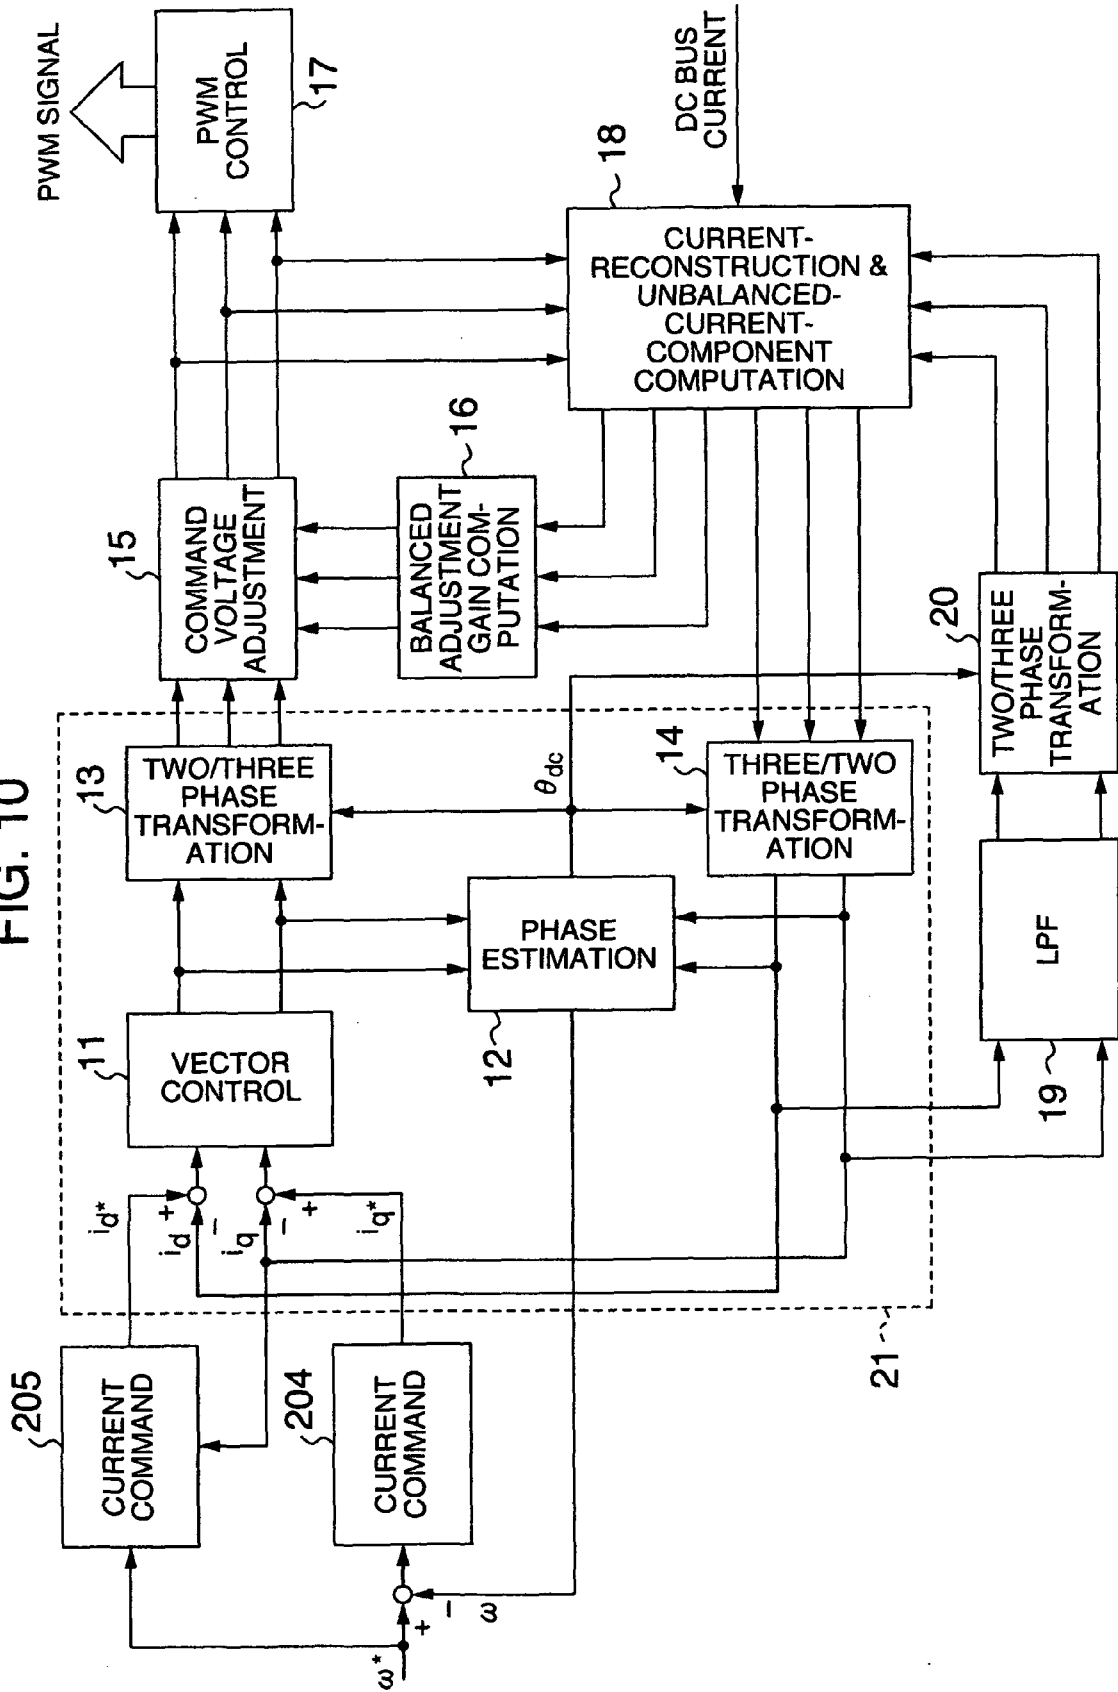 FIG. 10
205
CURRENT
COMMAND
204
CURRENT
COMMAND
ω*
+
−
ω
id*
+
id
−
iq
−
+
iq*
11
VECTOR
CONTROL
12
PHASE
ESTIMATION
13
TWO/THREE
PHASE
TRANSFORM-
ATION
θdc
14
THREE/TWO
PHASE
TRANSFORM-
ATION
21
15
COMMAND
VOLTAGE
ADJUSTMENT
16
BALANCED
ADJUSTMENT
GAIN COM-
PUTATION
PWM SIGNAL
PWM
CONTROL
17
18
CURRENT-
RECONSTRUCTION &
UNBALANCED-
CURRENT-
COMPONENT
COMPUTATION
DC BUS
CURRENT
19
LPF
20
TWO/THREE
PHASE
TRANSFORM-
ATION